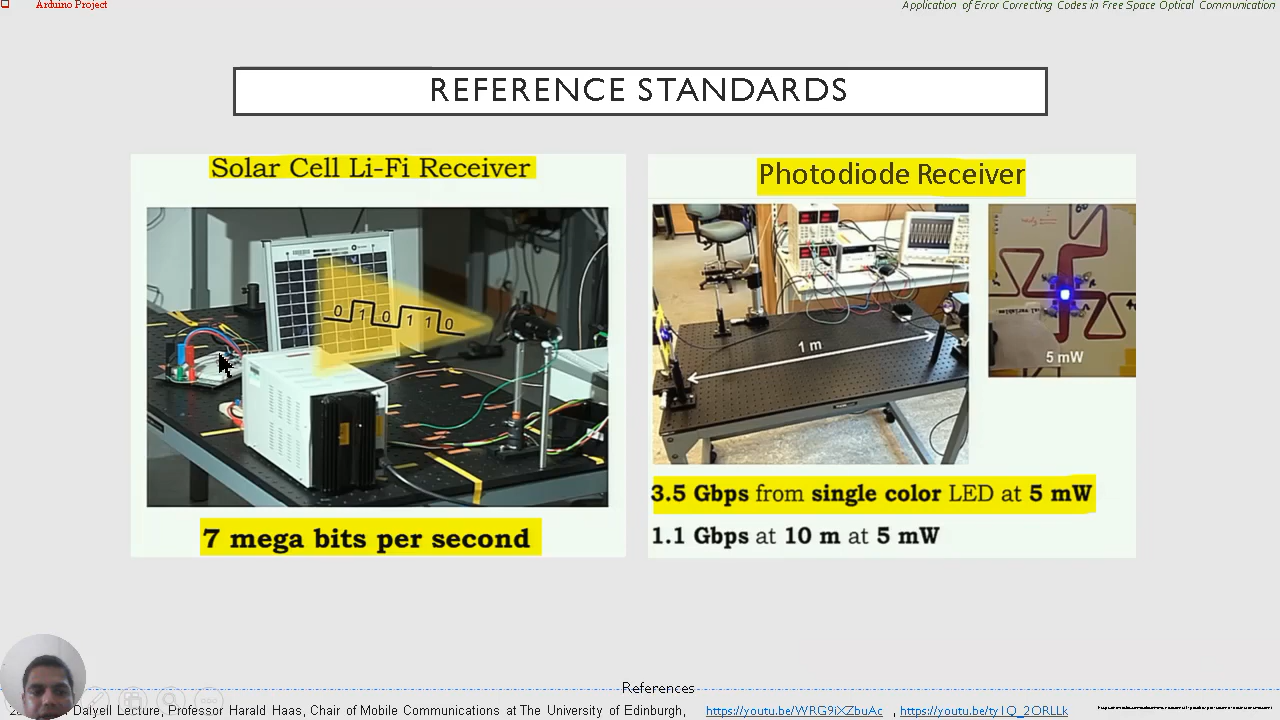 Arduino Project
Application of Error Correcting Codes in Free Space Optical Communication
REFERENCE STANDARDS
Solar Cell Li-Fi Receiver
0 1 0 1 1 0
7 mega bits per second
Photodiode Receiver
1 m
5 mW
3.5 Gbps from single color LED at 5 mW
1.1 Gbps at 10 m at 5 mW
References
Dalyell Lecture, Professor Harald Haas, Chair of Mobile Communications at The University of Edinburgh, https://youtu.be/WRG9iXZbuAc , https://youtu.be/ty1Q_2ORLLk